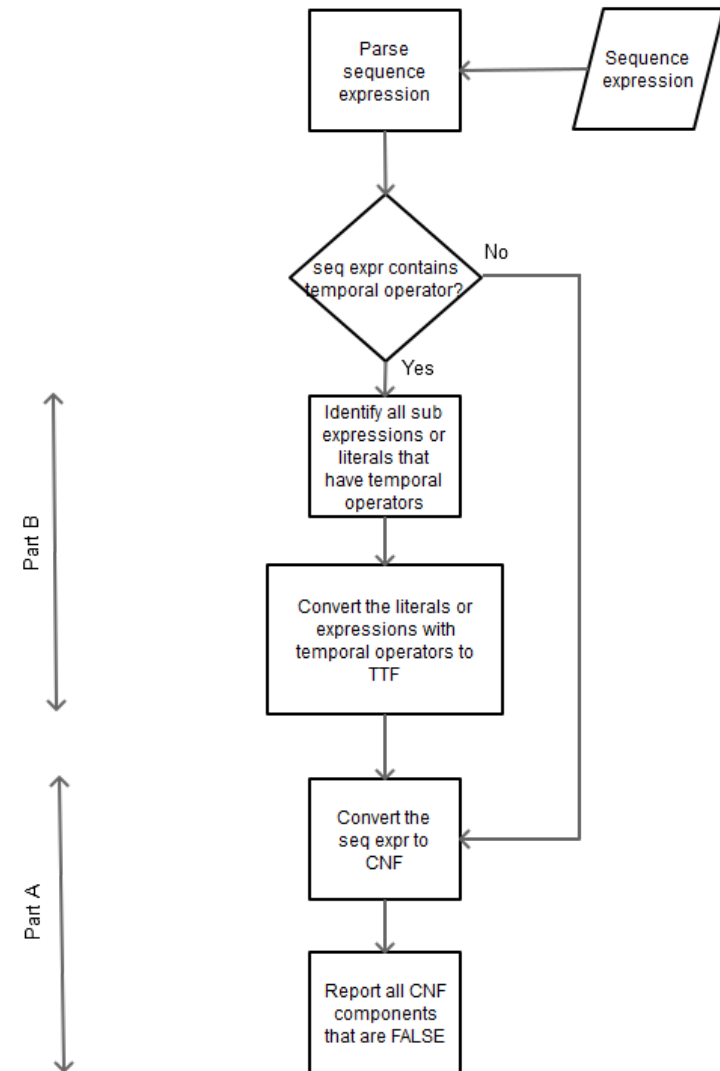 Parse
sequence
expression
Sequence
expression
seq expr contains
temporal operator?
No
Yes
Identify all sub
expressions or
literals that
have temporal
operators
Part B
Convert the literals or
expressions with
temporal operators to
TTF
Convert the
seq expr to
CNF
Part A
Report all CNF
components
that are FALSE